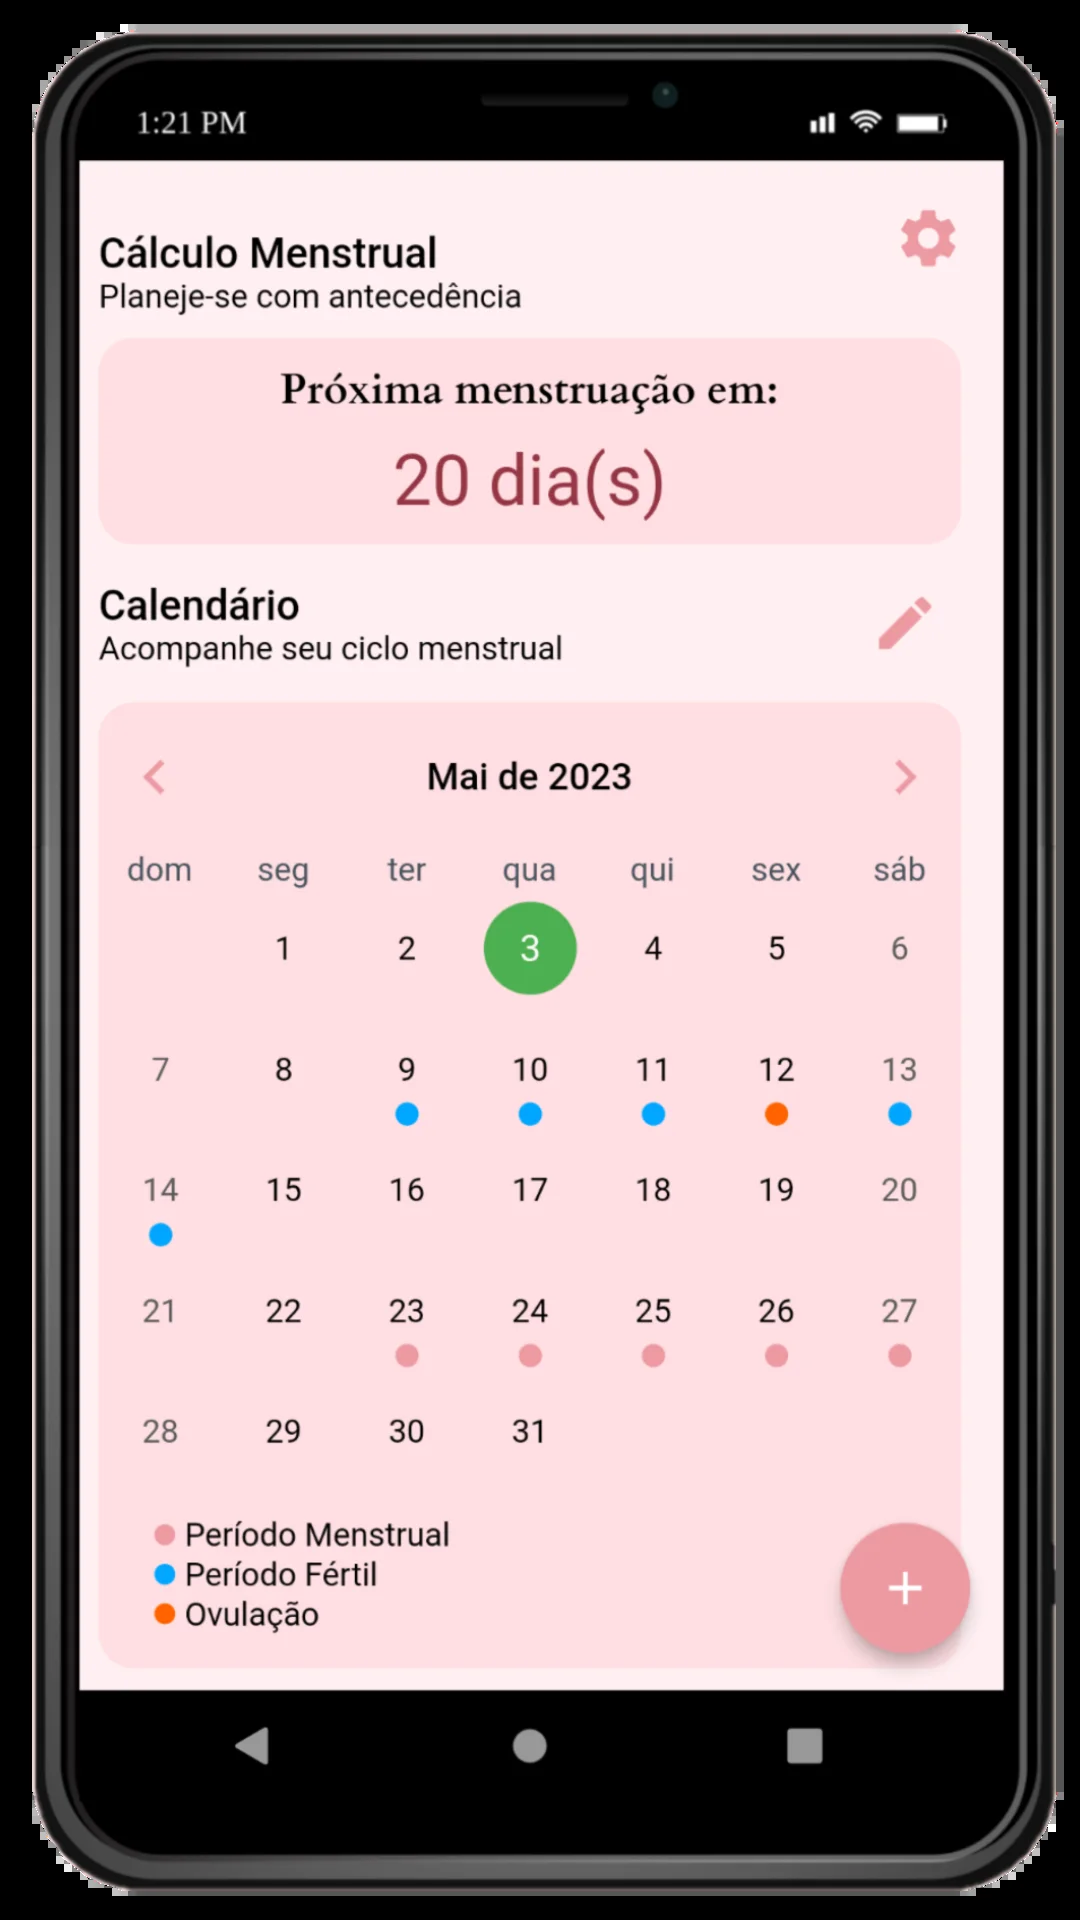 1:21 PM
Cálculo Menstrual
Planeje-se com antecedência
Próxima menstruação em:
20 dia(s)
Calendário
Acompanhe seu ciclo menstrual
Mai de 2023
dom seg ter qua qui sex sáb
1 2 3 4 5 6
7 8 9 10 11 12 13
14 15 16 17 18 19 20
21 22 23 24 25 26 27
28 29 30 31
Período Menstrual
Período Fértil
Ovulação
+